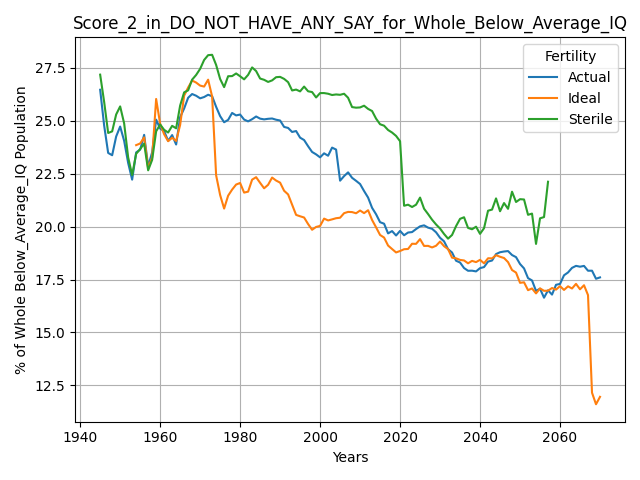 Score_2_in_DO_NOT_HAVE_ANY_SAY_for_Whole_Below_Average_IQ
Fertility
Actual
Ideal
Sterile
% of Whole Below_Average_IQ Population
27.5
25.0
22.5
20.0
17.5
15.0
12.5
1940
1960
1980
2000
2020
2040
2060
Years